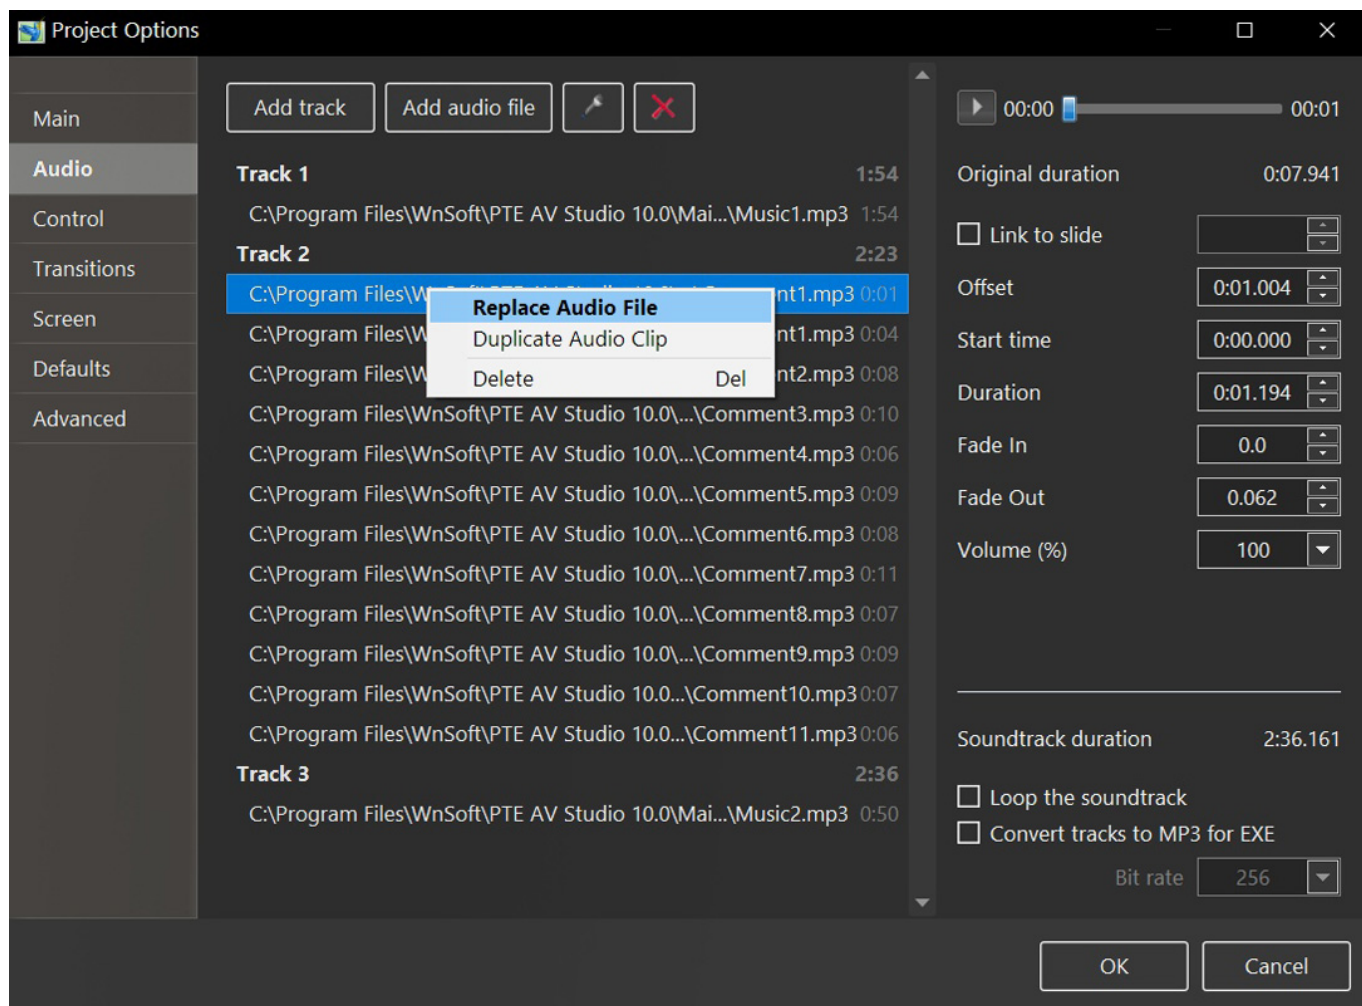 Project Options
Main
Audio
Control
Transitions
Screen
Defaults
Advanced
Add track Add audio file
Track 1 1:54
C:\Program Files\WnSoft\PTE AV Studio 10.0\Mai...\Music1.mp3 1:54
Track 2 2:23
C:\Program Files\W nt1.mp3 0:01
C:\Program Files\W nt1.mp3 0:04
C:\Program Files\W nt2.mp3 0:08
C:\Program Files\WnSoft\PTE AV Studio 10.0\...\Comment3.mp3 0:10
C:\Program Files\WnSoft\PTE AV Studio 10.0\...\Comment4.mp3 0:06
C:\Program Files\WnSoft\PTE AV Studio 10.0\...\Comment5.mp3 0:09
C:\Program Files\WnSoft\PTE AV Studio 10.0\...\Comment6.mp3 0:08
C:\Program Files\WnSoft\PTE AV Studio 10.0\...\Comment7.mp3 0:11
C:\Program Files\WnSoft\PTE AV Studio 10.0\...\Comment8.mp3 0:07
C:\Program Files\WnSoft\PTE AV Studio 10.0\...\Comment9.mp3 0:09
C:\Program Files\WnSoft\PTE AV Studio 10.0...\Comment10.mp3 0:07
C:\Program Files\WnSoft\PTE AV Studio 10.0...\Comment11.mp3 0:06
Track 3 2:36
C:\Program Files\WnSoft\PTE AV Studio 10.0\Mai...\Music2.mp3 0:50
Replace Audio File
Duplicate Audio Clip
Delete Del
00:00 00:01
Original duration 0:07.941
Link to slide
Offset 0:01.004
Start time 0:00.000
Duration 0:01.194
Fade In 0.0
Fade Out 0.062
Volume (%) 100
Soundtrack duration 2:36.161
Loop the soundtrack
Convert tracks to MP3 for EXE
Bit rate 256
OK Cancel